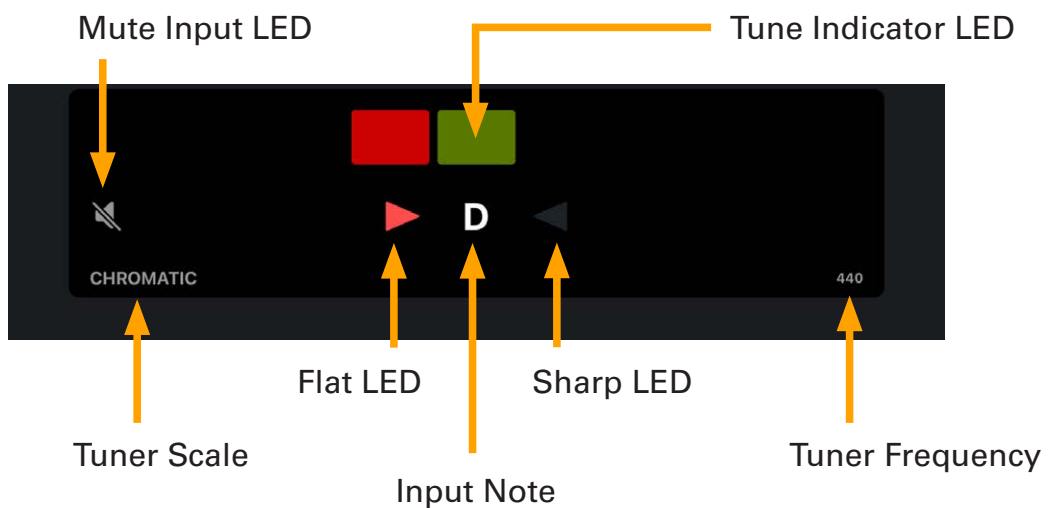 Mute Input LED
Tune Indicator LED
D
CHROMATIC
440
Flat LED
Sharp LED
Tuner Scale
Tuner Frequency
Input Note